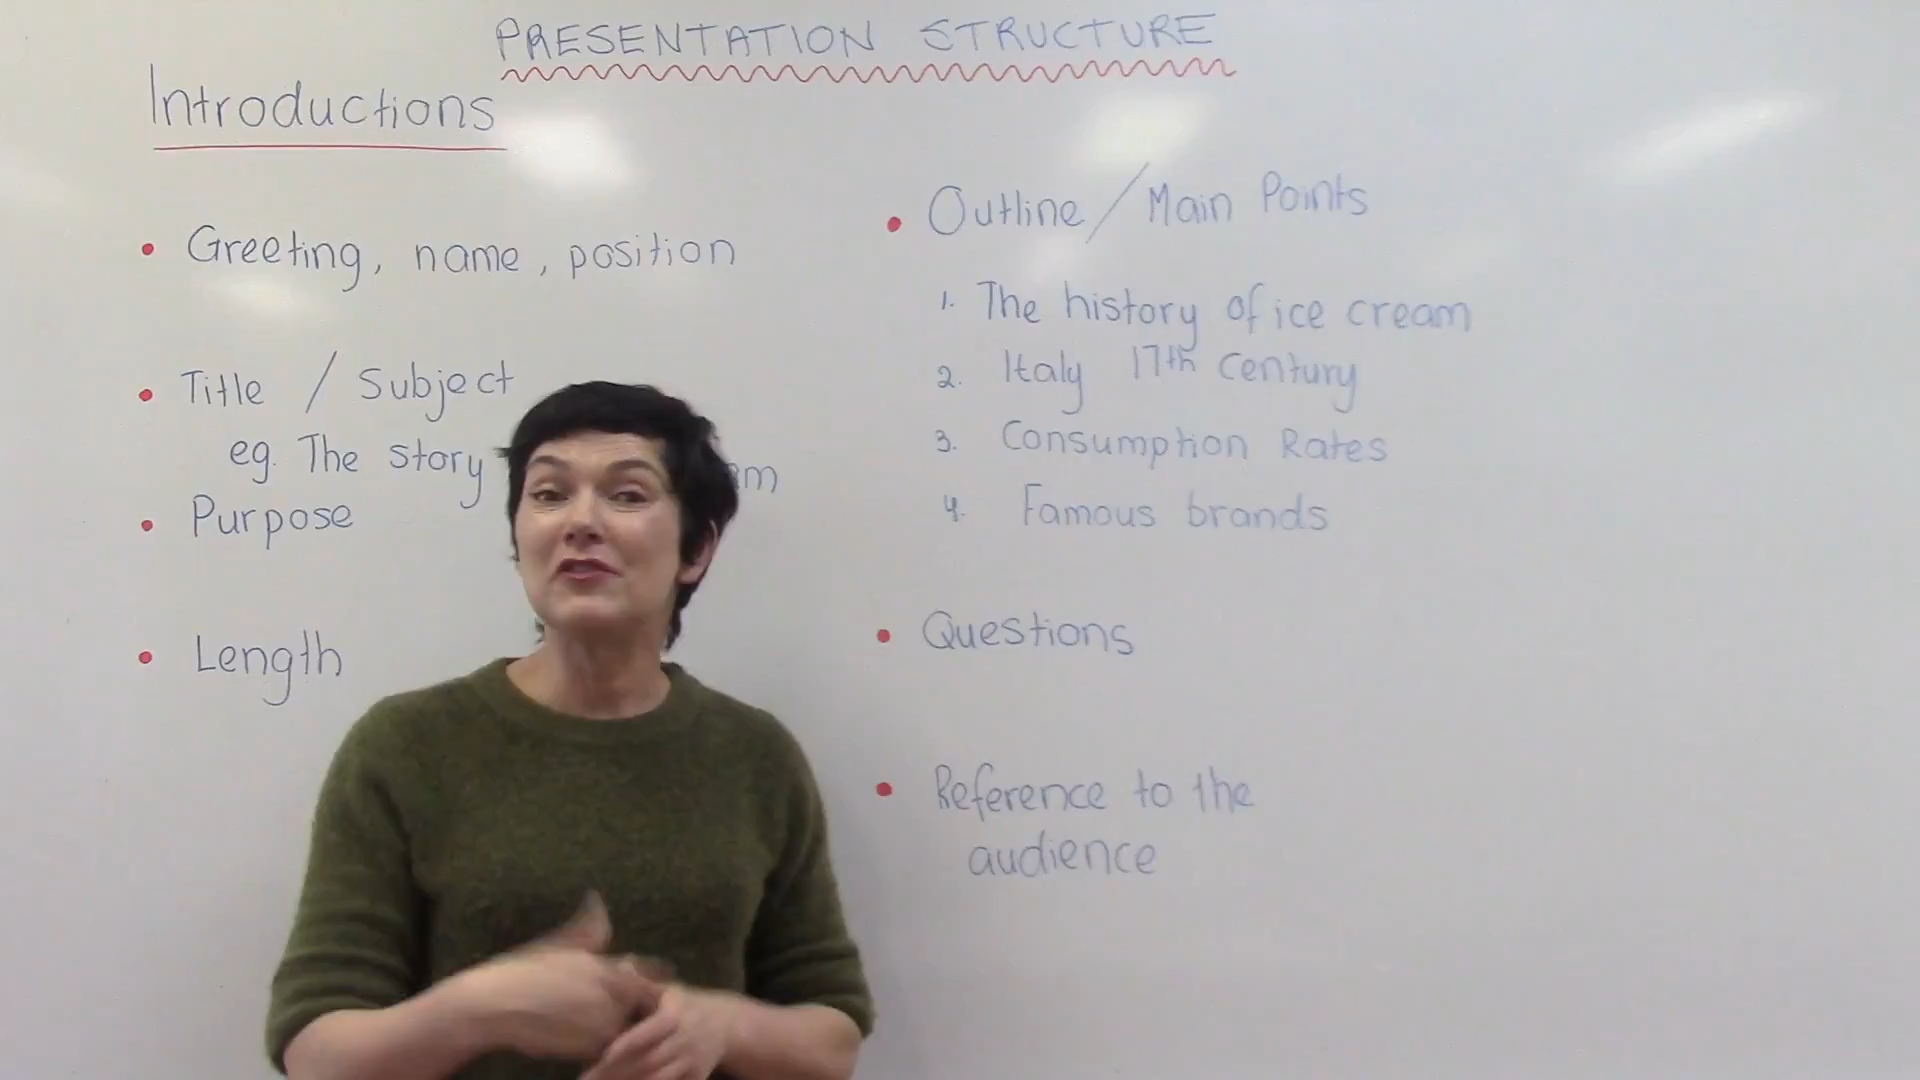 PRESENTATION STRUCTURE
Introductions
• Greeting, name, position
• Title / Subject
eg. The story
• Purpose
• Length
• Outline / Main Points
1. The history of ice cream
2. Italy 17th Century
3. Consumption Rates
4. Famous brands
• Questions
• Reference to the
audience